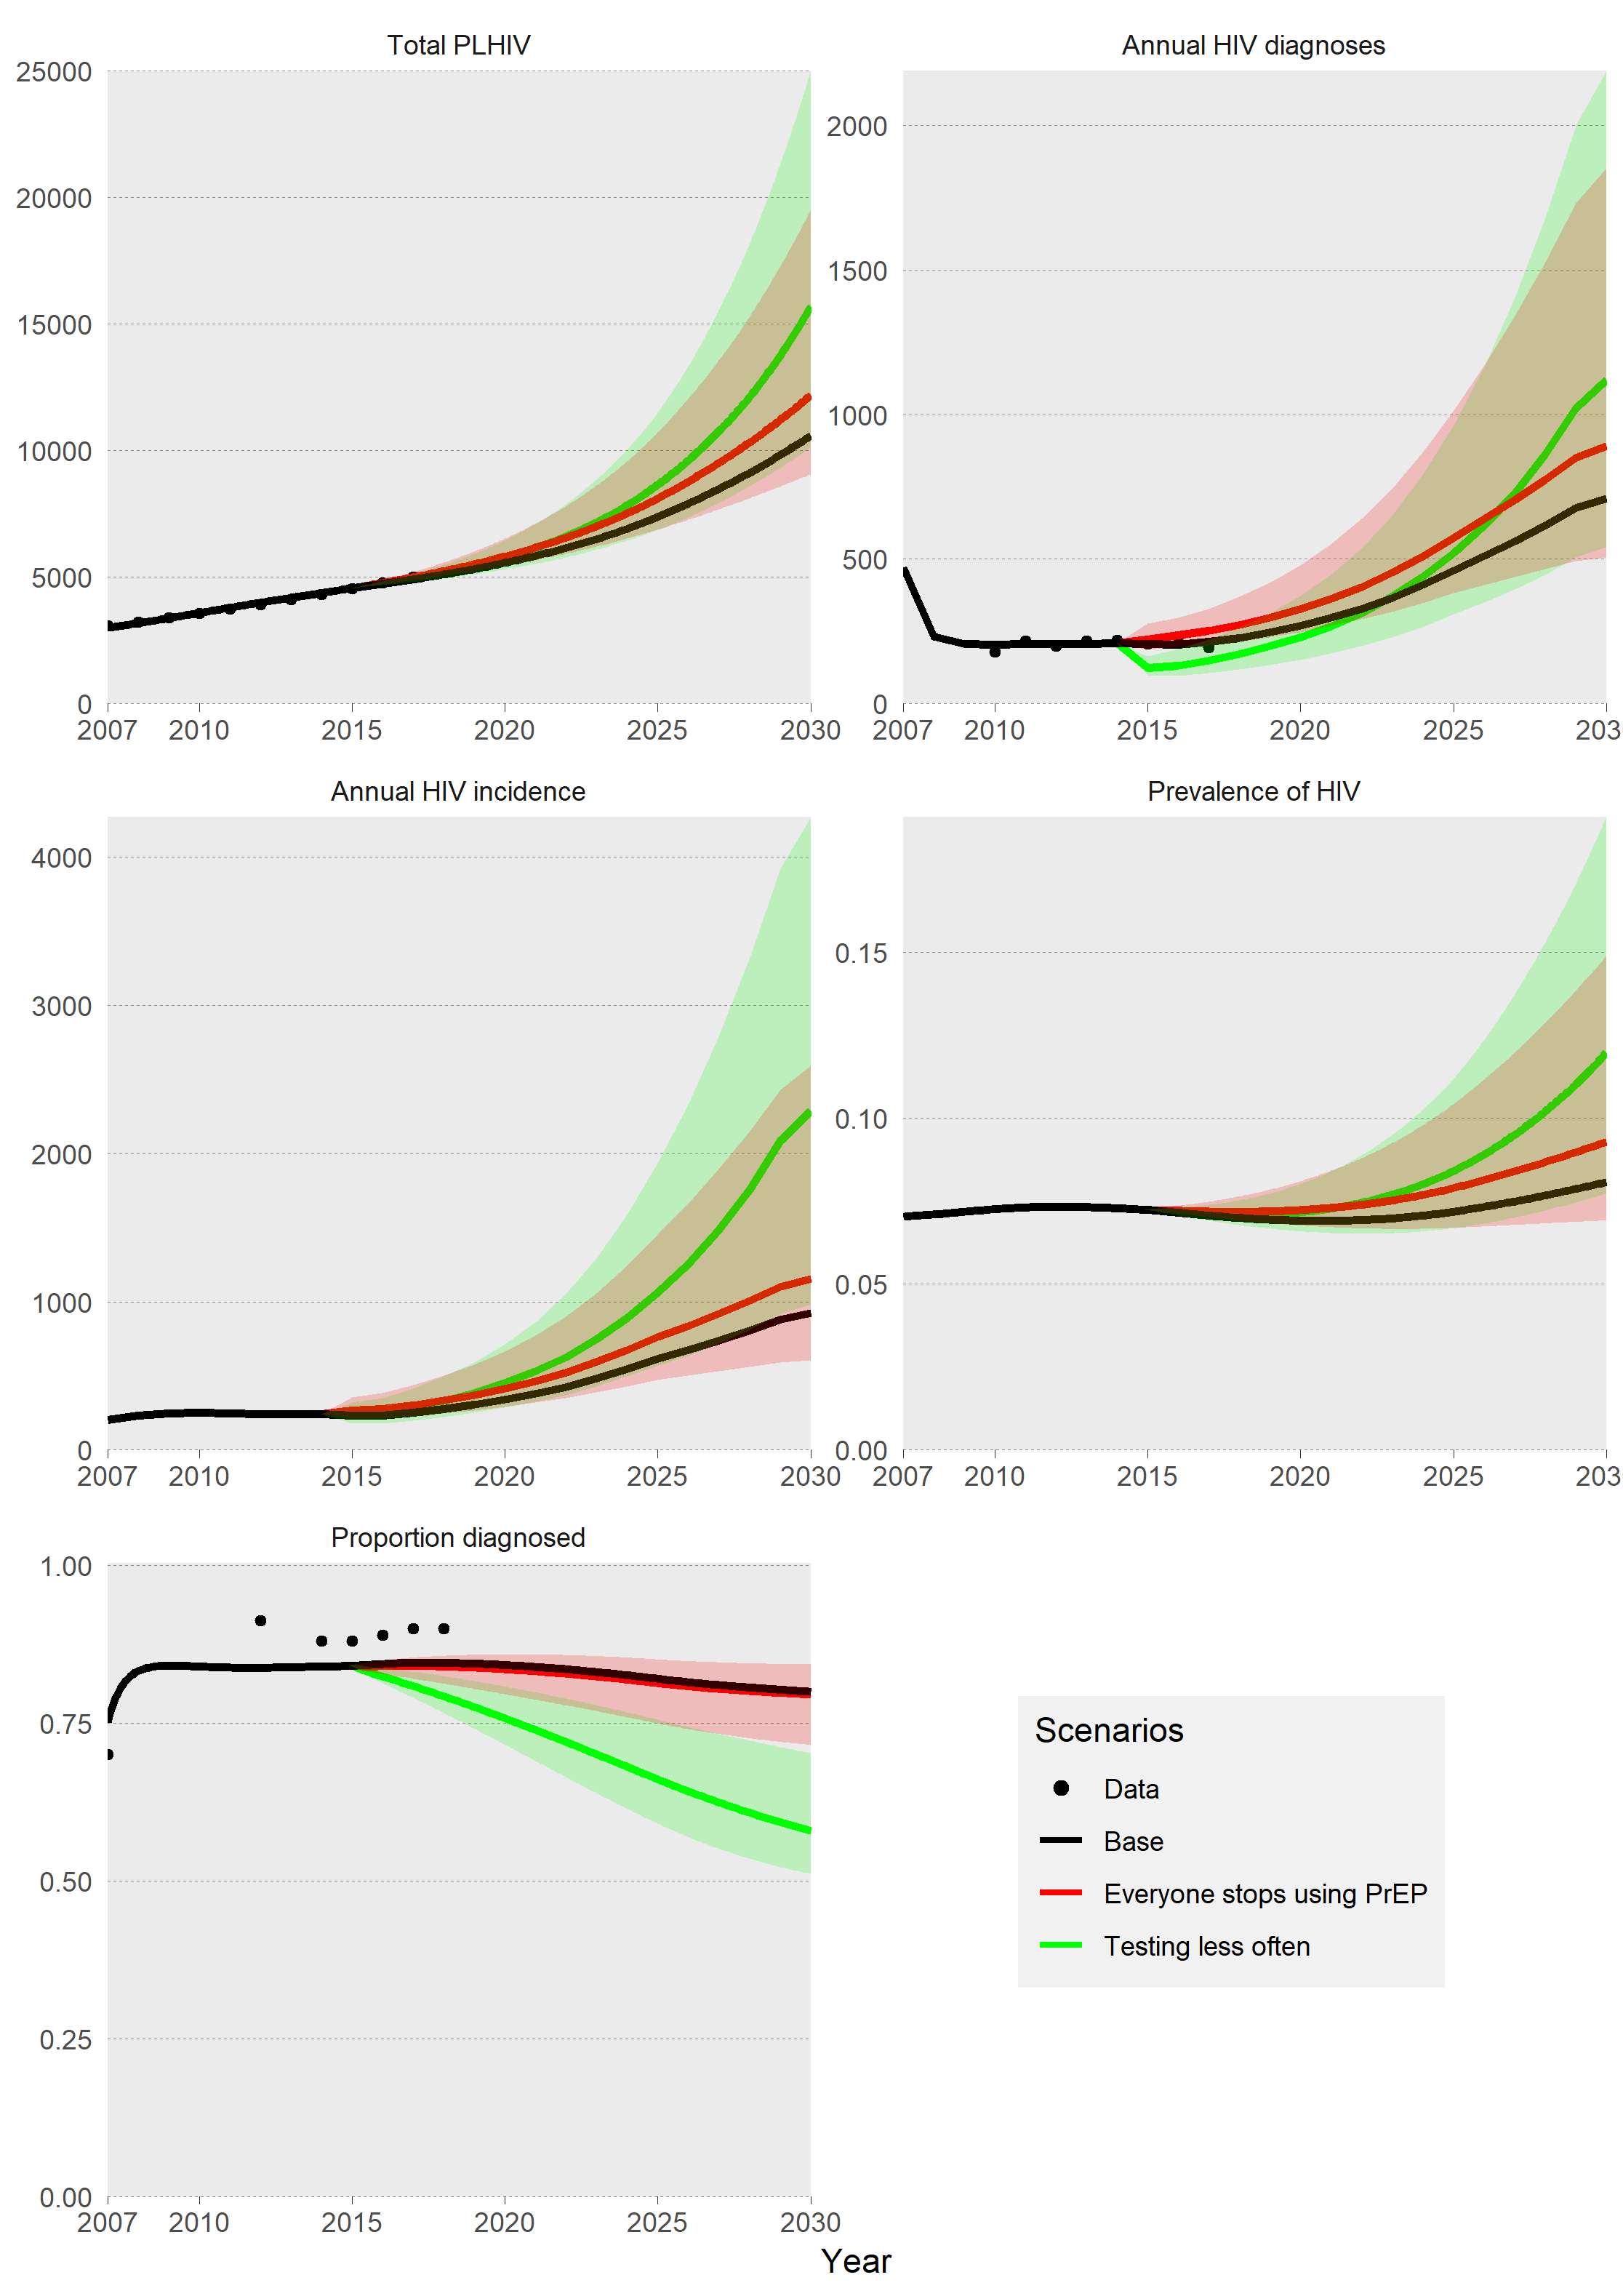 Total PLHIV
25000
20000
15000
10000
5000
0
2007 2010 2015 2020 2025 2030
Annual HIV diagnoses
2000
1500
1000
500
0
2007 2010 2015 2020 2025 203
Annual HIV incidence
4000
3000
2000
1000
0
2007 2010 2015 2020 2025 2030
Prevalence of HIV
0.15
0.10
0.05
0.00
2007 2010 2015 2020 2025 203
Proportion diagnosed
1.00
0.75
0.50
0.25
0.00
2007 2010 2015 2020 2025 2030
Scenarios
Data
Base
Everyone stops using PrEP
Testing less often
Year